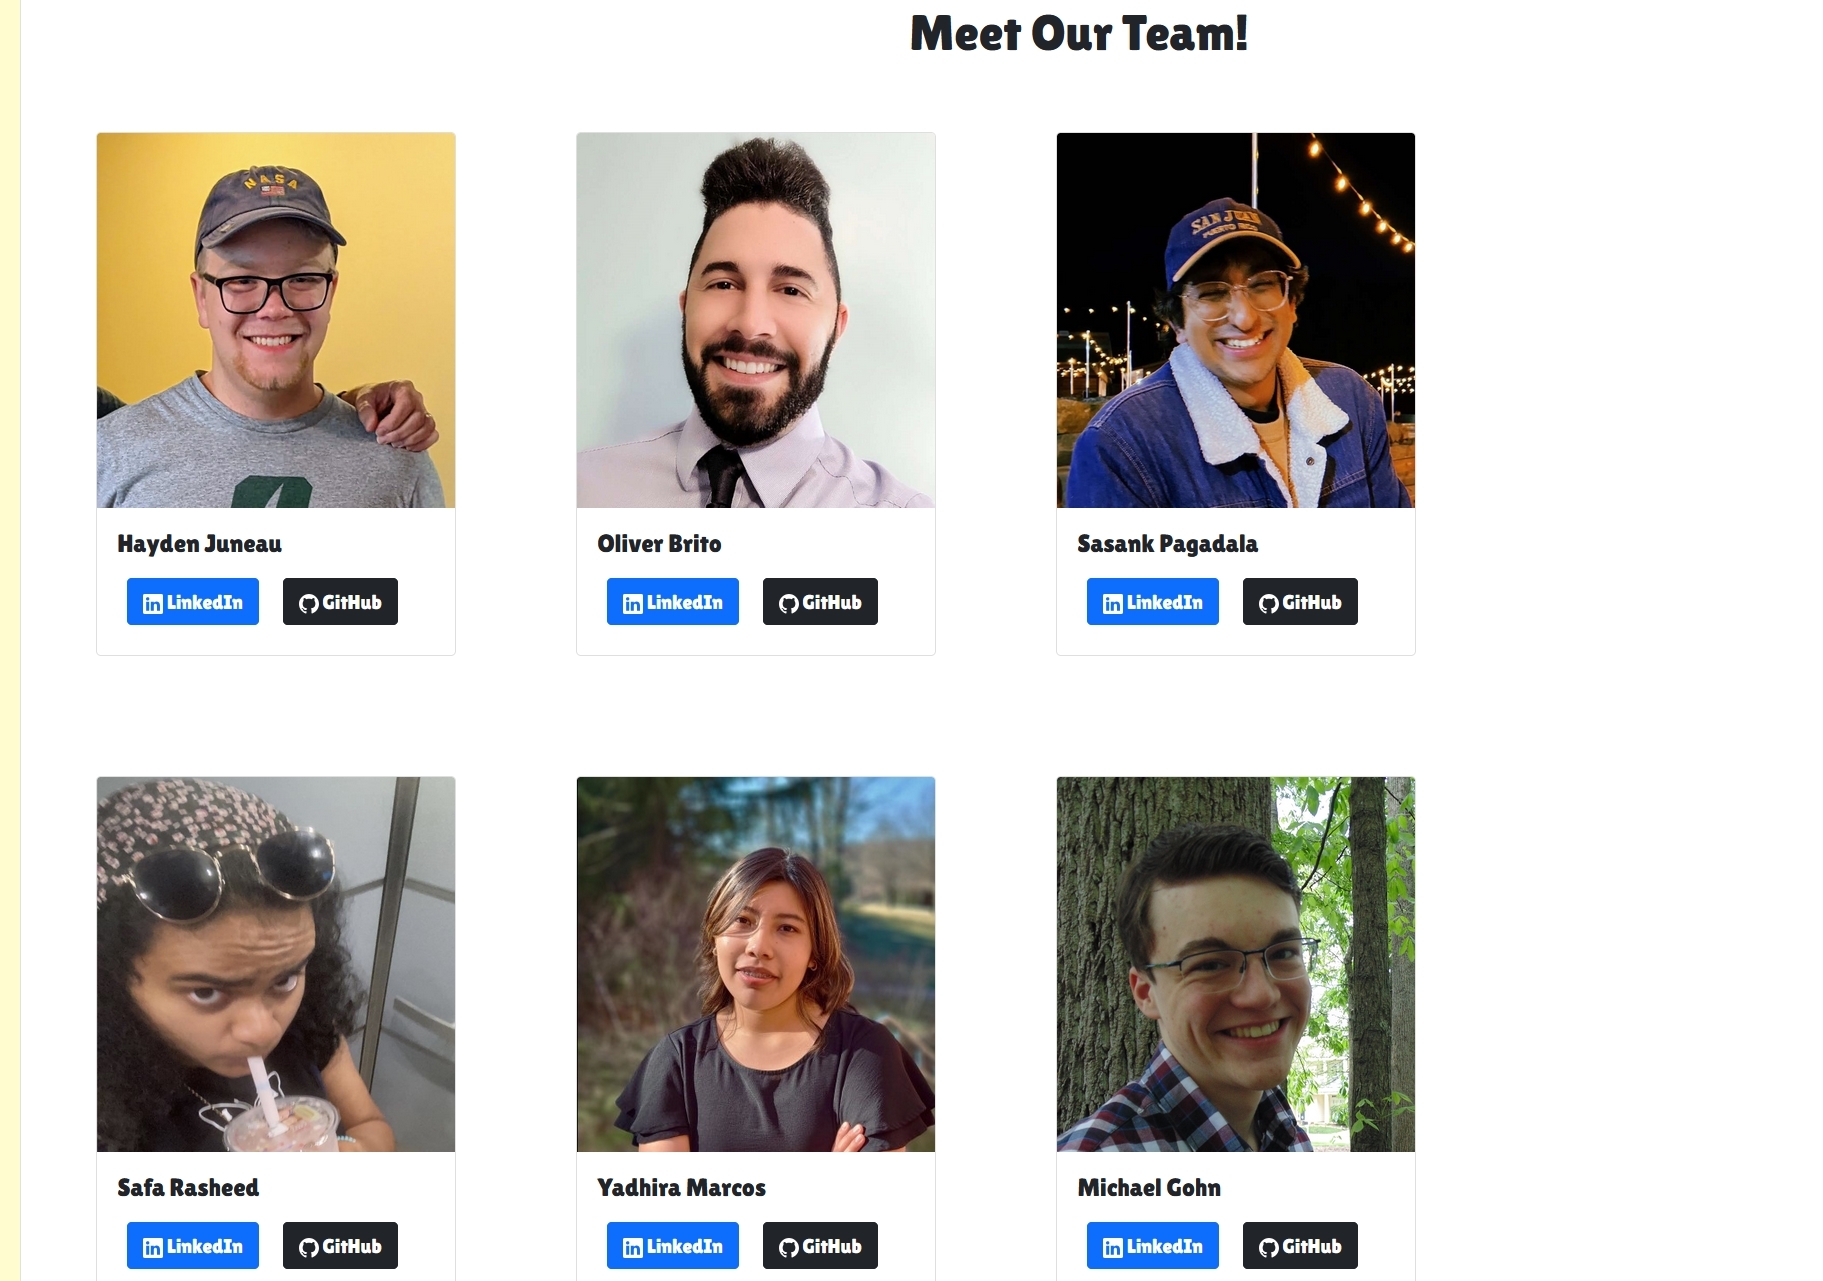 Meet Our Team!
NASA
SAN JUAN
PUERTO RICO
Hayden Juneau
Oliver Brito
Sasank Pagadala
LinkedIn GitHub
LinkedIn GitHub
LinkedIn GitHub
Safa Rasheed
Yadhira Marcos
Michael Gohn
LinkedIn GitHub
LinkedIn GitHub
LinkedIn GitHub